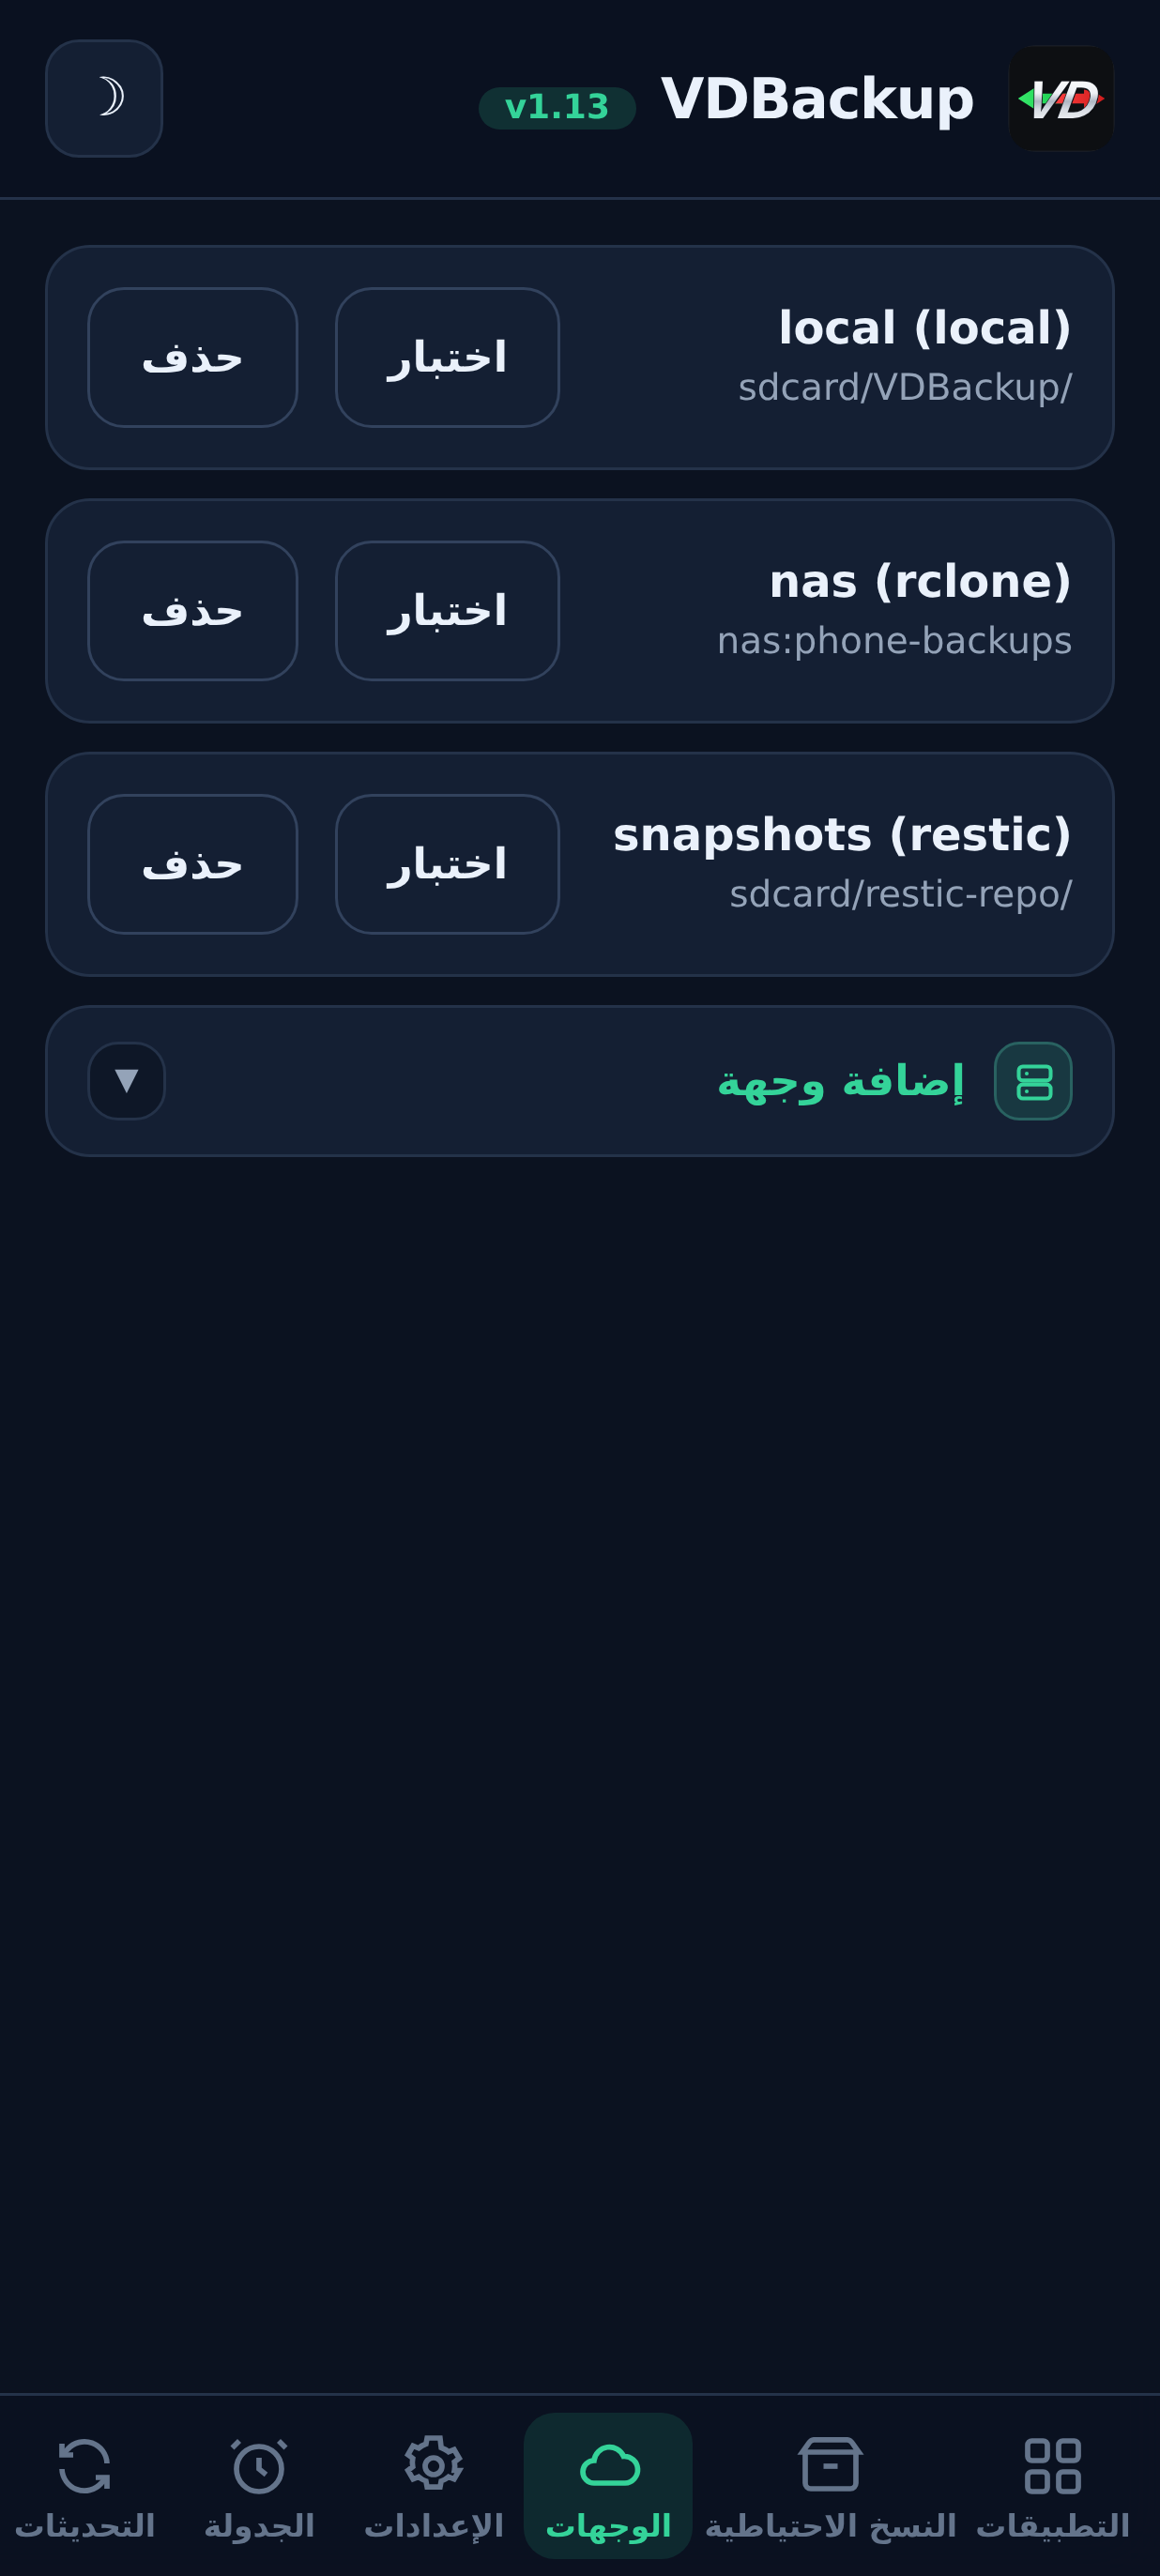 VD
VDBackup v1.13
local (local)
sdcard/VDBackup/
اختبار
حذف
nas (rclone)
nas:phone-backups
اختبار
حذف
snapshots (restic)
sdcard/restic-repo/
اختبار
حذف
إضافة وجهة
التطبيقات
النسخ الاحتياطية
الوجهات
الإعدادات
الجدولة
التحديثات